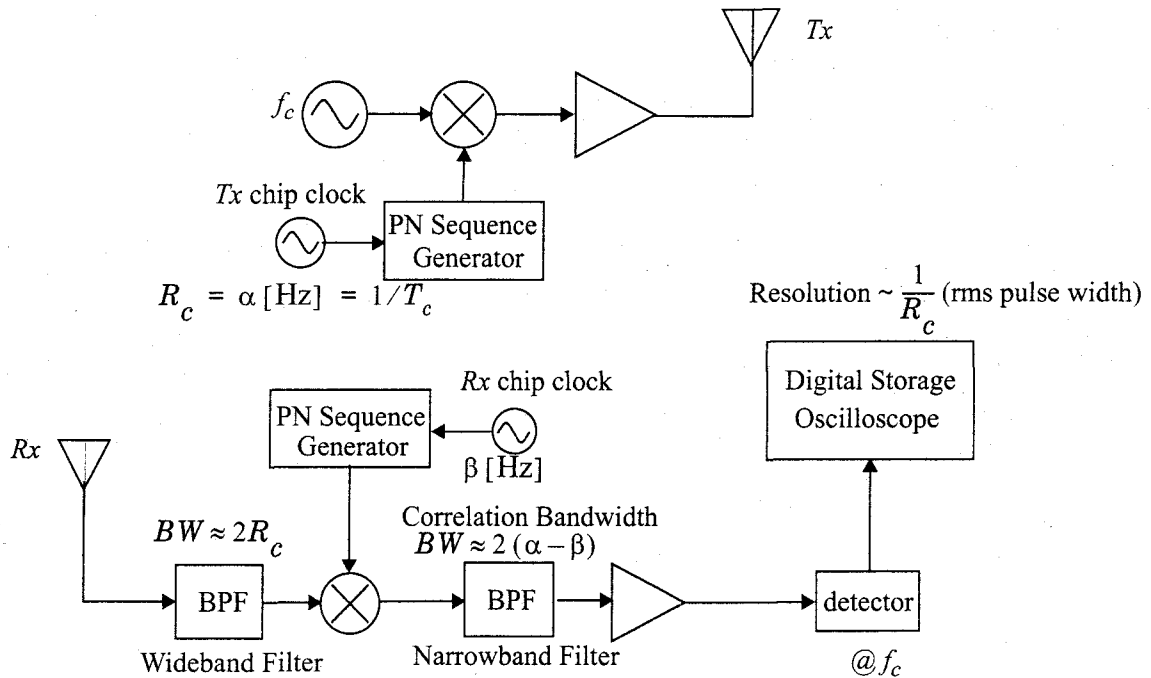 Tx
f_c
Tx chip clock
PN Sequence
Generator
R_c = α [Hz] = 1/T_c
Resolution ~ 1/R_c (rms pulse width)
Digital Storage
Oscilloscope
Rx chip clock
PN Sequence
Generator
β [Hz]
Rx
BW ≈ 2R_c
Correlation Bandwidth
BW ≈ 2 (α − β)
BPF
BPF
detector
Wideband Filter
Narrowband Filter
@ f_c